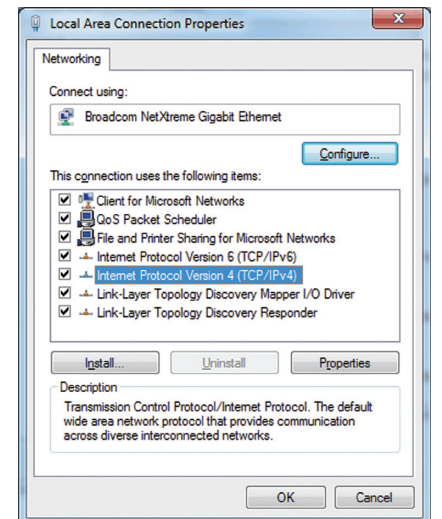 Local Area Connection Properties
Networking
Connect using:
Broadcom NetXtreme Gigabit Ethernet
Configure...
This connection uses the following items:
Client for Microsoft Networks
QoS Packet Scheduler
File and Printer Sharing for Microsoft Networks
Internet Protocol Version 6 (TCP/IPv6)
Internet Protocol Version 4 (TCP/IPv4)
Link-Layer Topology Discovery Mapper I/O Driver
Link-Layer Topology Discovery Responder
Install... Uninstall Properties
Description
Transmission Control Protocol/Internet Protocol. The default
wide area network protocol that provides communication
across diverse interconnected networks.
OK Cancel